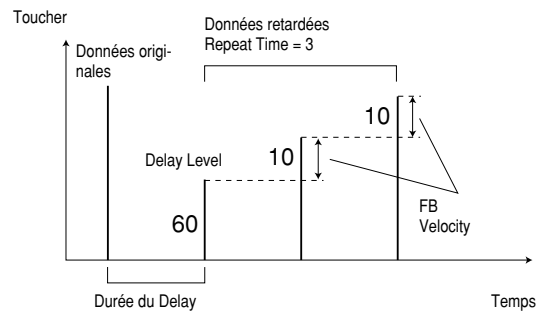 Toucher
Données origi-
nales
Données retardées
Repeat Time = 3
10
10
Delay Level
60
FB
Velocity
Durée du Delay
Temps